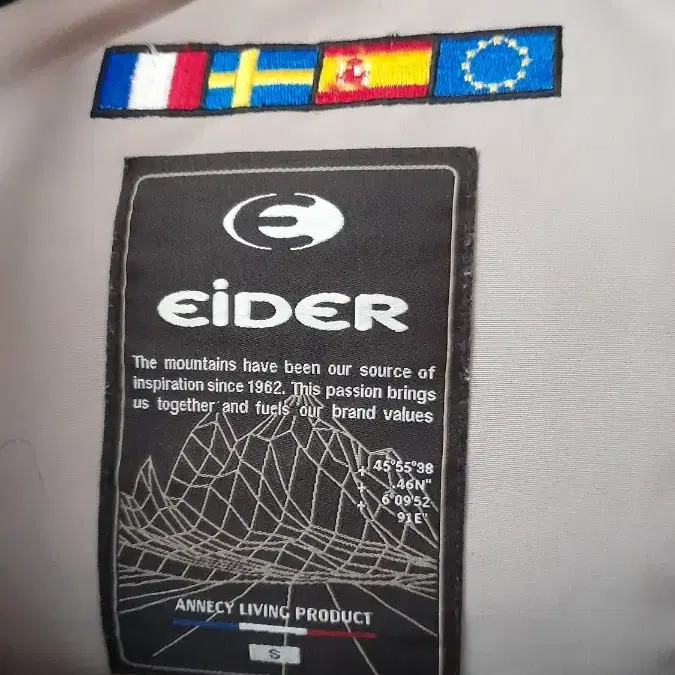 EiDER
The mountains have been our source of
inspiration since 1962. This passion brings
us together and fuels our brand values
45°55°38
.46N"
6°09'52
91E"
ANNECY LIVING PRODUCT
S